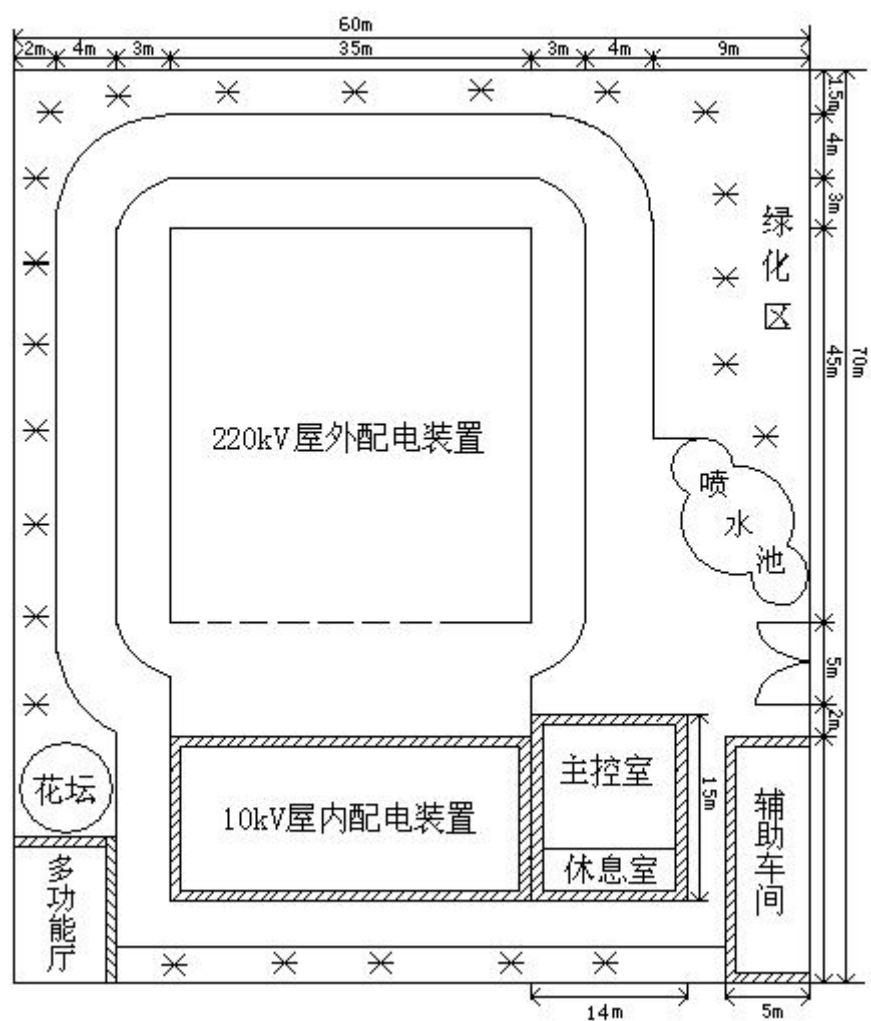 60m
2m 4m 3m 35m 3m 4m 9m
1.5m
4m
3m
绿化区
45m
70m
220kV屋外配电装置
喷水池
5m
2m
花坛
主控室
15m
10kV屋内配电装置
辅助车间
休息室
多功能厅
14m
5m